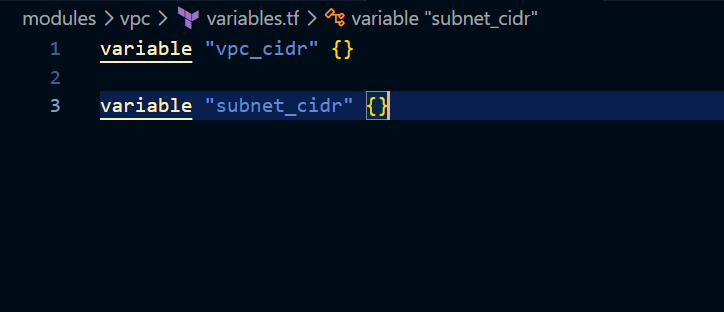 modules > vpc > variables.tf > variable "subnet_cidr"
1 variable "vpc_cidr" {}
2
3 variable "subnet_cidr" {}